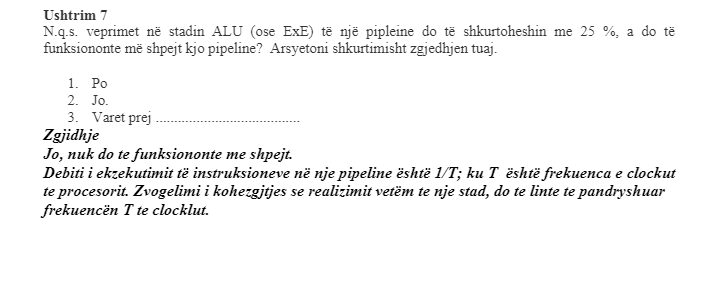 Ushtrim 7
N.q.s. veprimet në stadin ALU (ose ExE) të një pipleine do të shkurtoheshin me 25 %, a do të
funksiononte më shpejt kjo pipeline? Arsyetoni shkurtimisht zgjedhjen tuaj.
1. Po
2. Jo.
3. Varet prej .......................................
Zgjidhje
Jo, nuk do te funksiononte me shpejt.
Debiti i ekzekutimit të instruksioneve në nje pipeline është 1/T; ku T është frekuenca e clockut
te procesorit. Zvogelimi i kohezgjtjes se realizimit vetëm te nje stad, do te linte te pandryshuar
frekuencën T te clocklut.